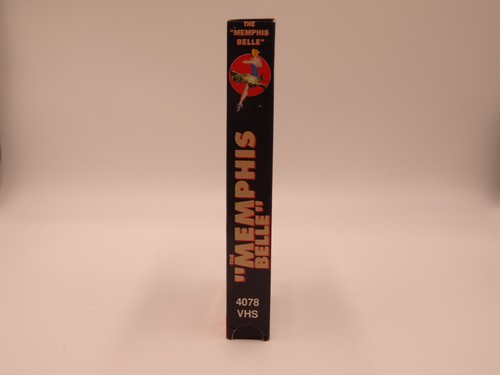 THE
"MEMPHIS
BELLE"
THE
"MEMPHIS
BELLE"
4078
VHS